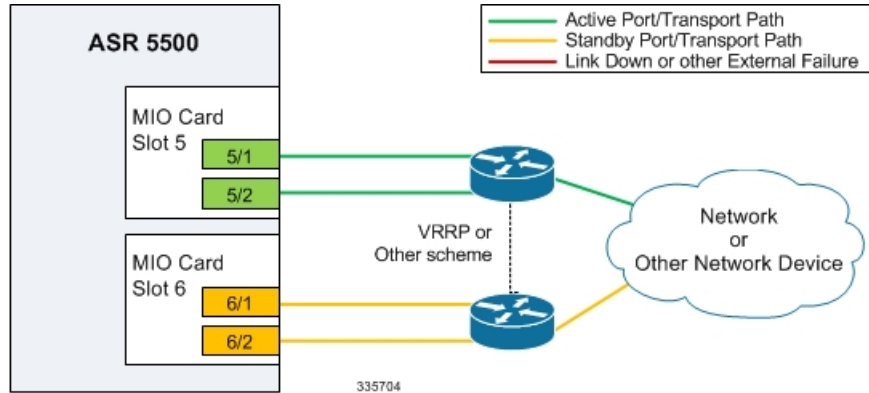 ASR 5500
Active Port/Transport Path
Standby Port/Transport Path
Link Down or other External Failure
MIO Card
Slot 5
5/1
5/2
MIO Card
Slot 6
6/1
6/2
VRRP or
Other scheme
Network
or
Other Network Device
335704